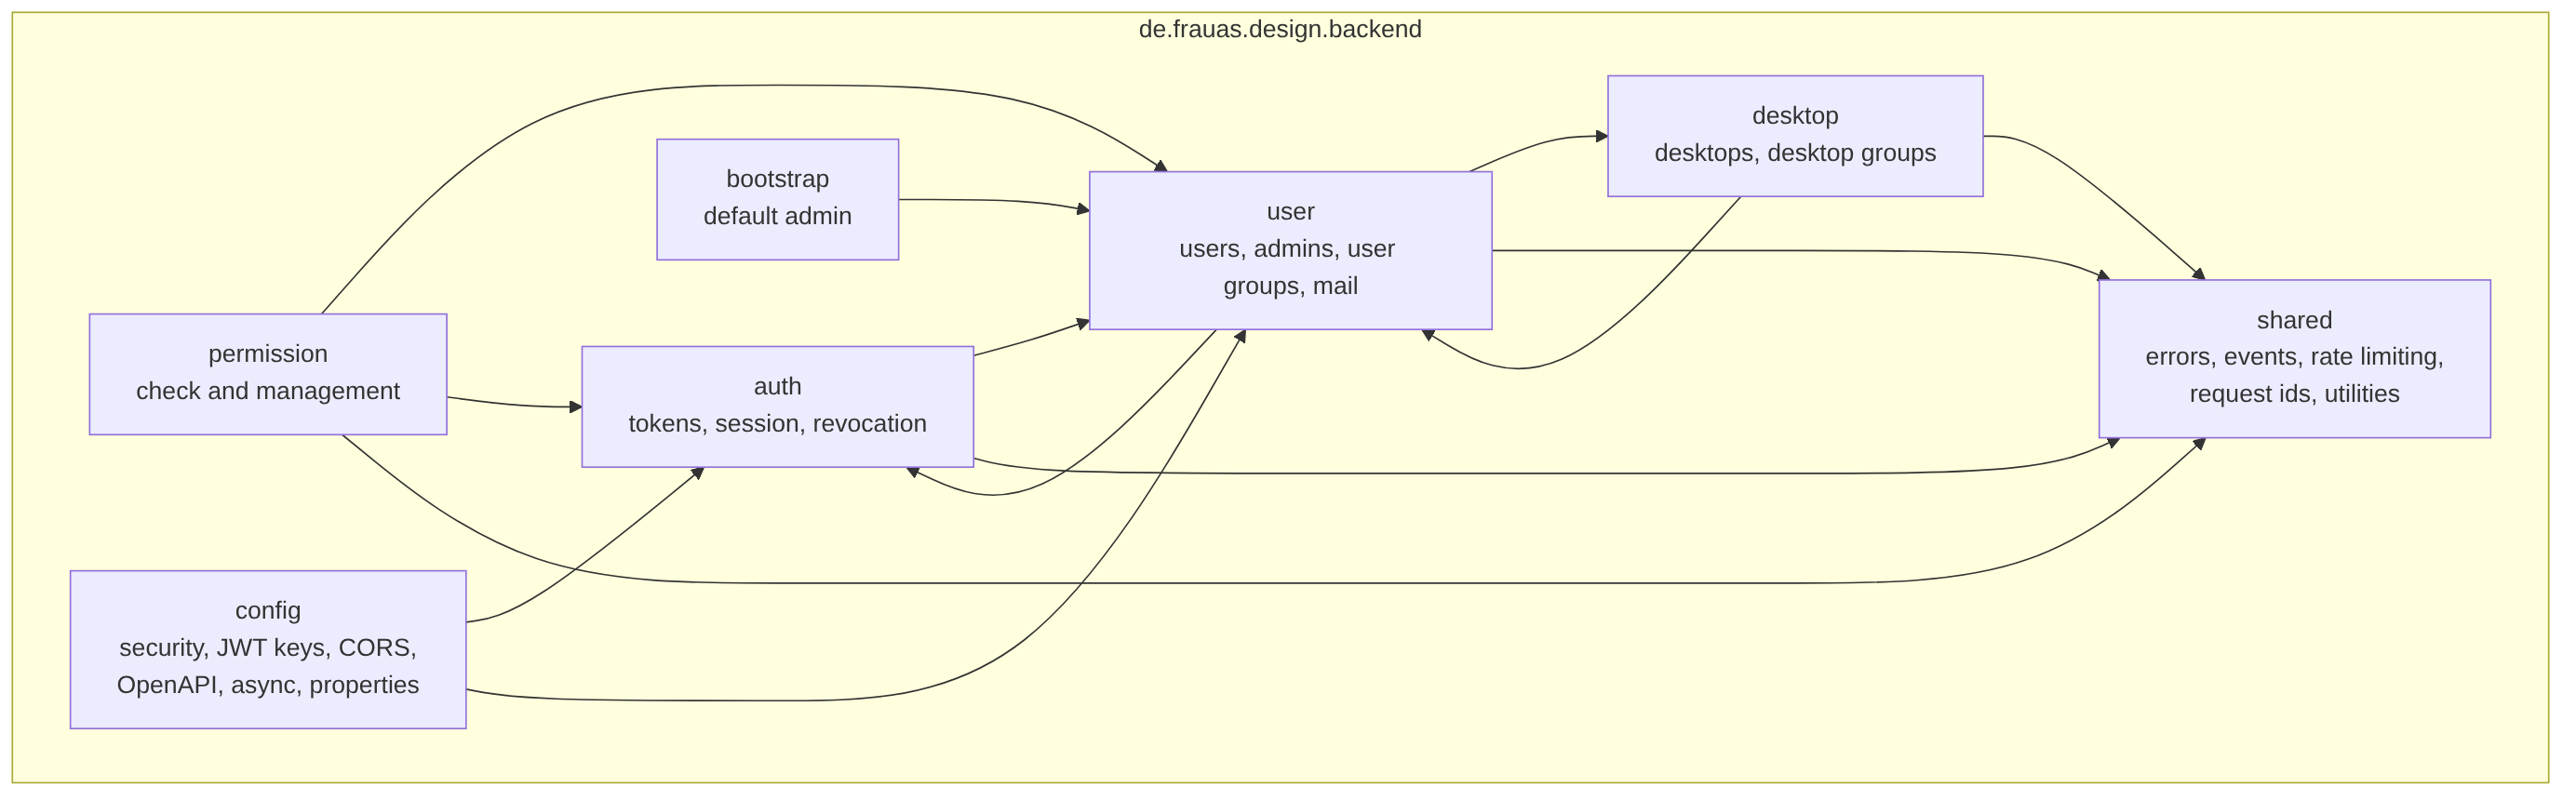 de.frauas.design.backend
desktop
desktops, desktop groups
bootstrap
default admin
user
users, admins, user
groups, mail
shared
errors, events, rate limiting,
request ids, utilities
permission
check and management
auth
tokens, session, revocation
config
security, JWT keys, CORS,
OpenAPI, async, properties